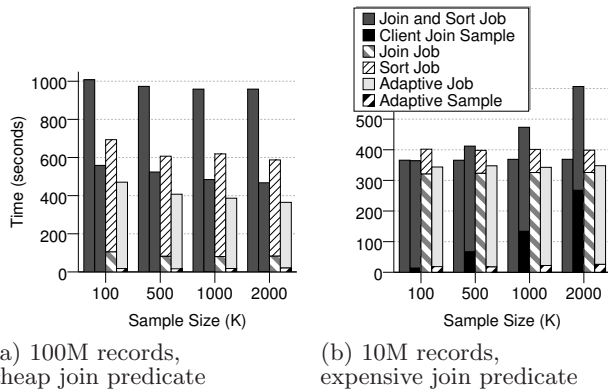 Join and Sort Job
Client Join Sample
Join Job
Sort Job
Adaptive Job
Adaptive Sample
Time (seconds)
1000
800
600
400
200
0
100 500 1000 2000
Sample Size (K)
500
400
300
200
100
0
100 500 1000 2000
Sample Size (K)
a) 100M records,
heap join predicate
(b) 10M records,
expensive join predicate